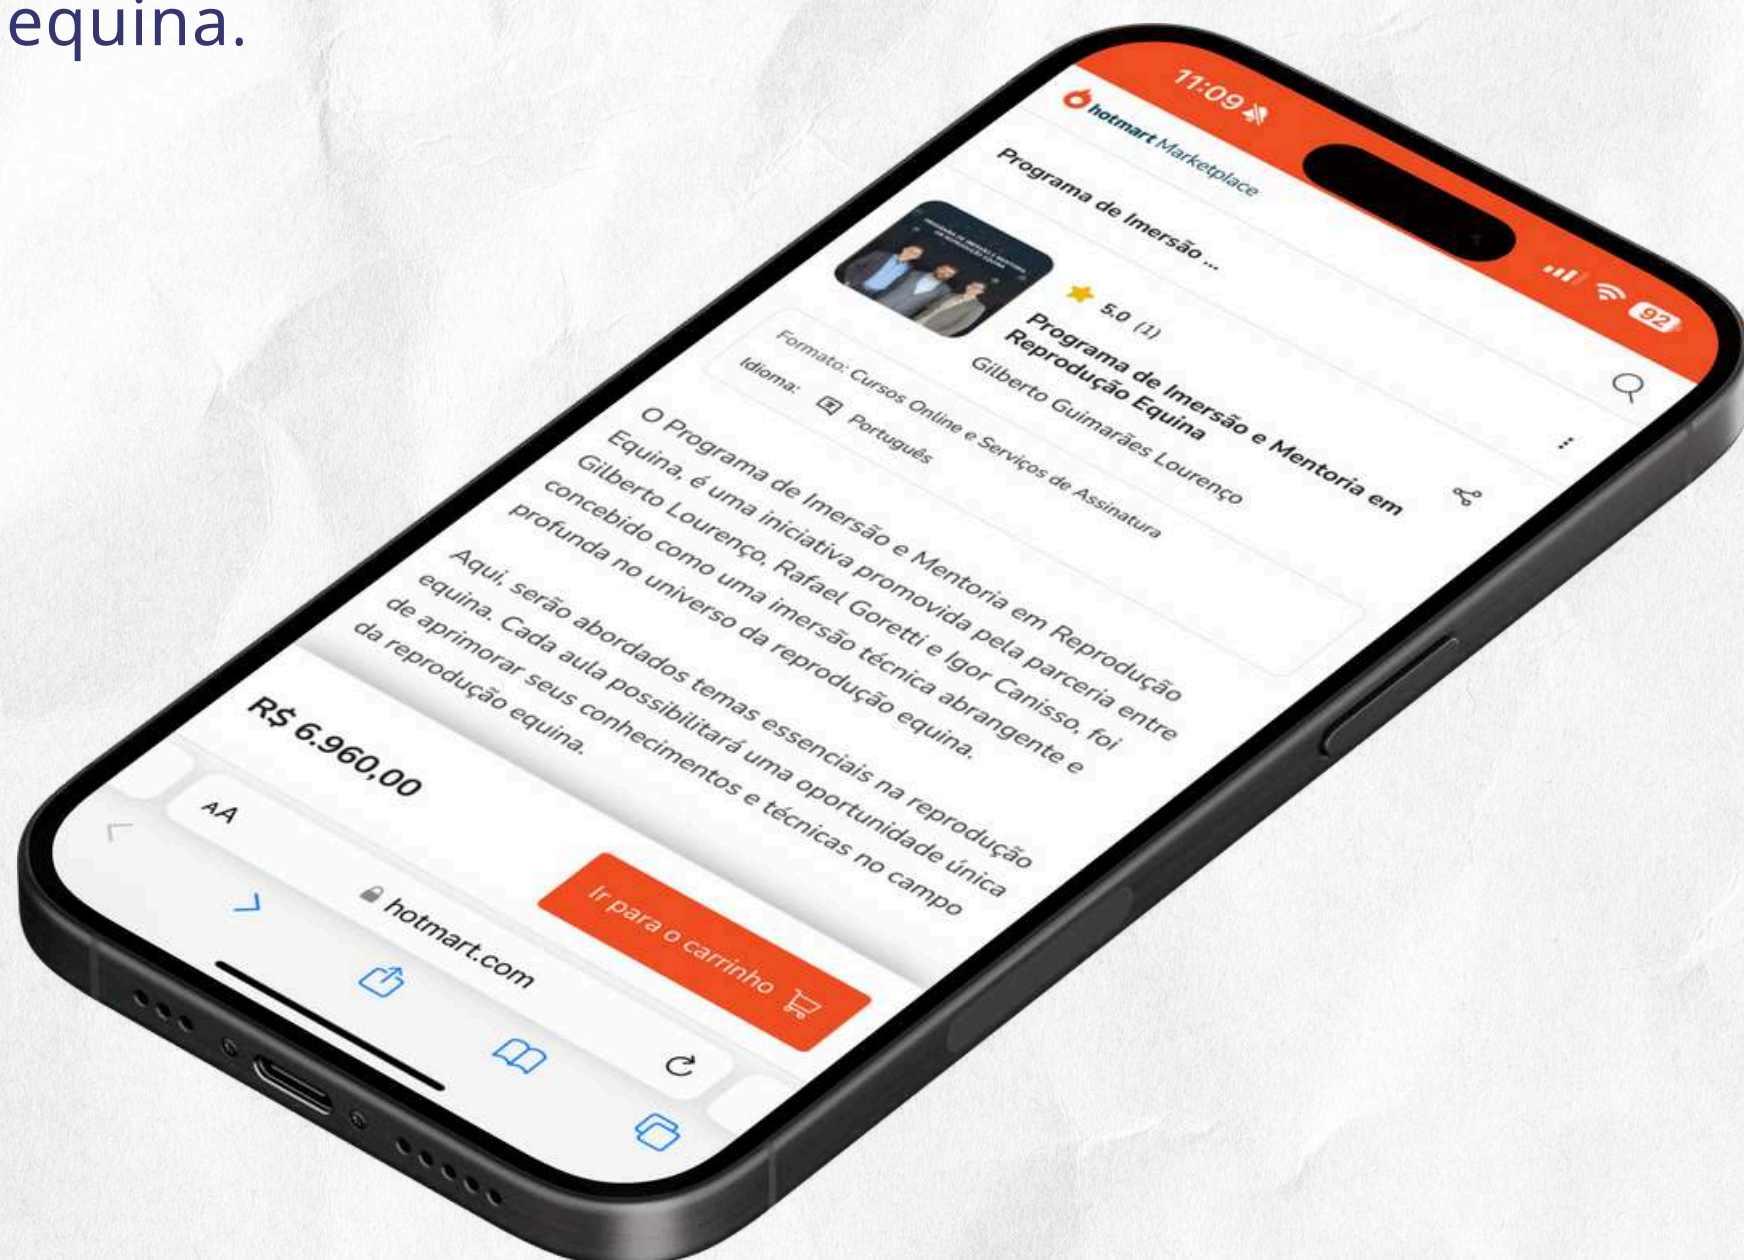 equina.
11:09
hotmart Marketplace
Programa de Imersão ...
92
5.0 (1)
Programa de Imersão e Mentoria em
Reprodução Equina
Gilberto Guimarães Lourenço
Formato: Cursos Online e Serviços de Assinatura
Idioma: Português
O Programa de Imersão e Mentoria em Reprodução
Equina, é uma iniciativa promovida pela parceria entre
Gilberto Lourenço, Rafael Goretti e Igor Canisso, foi
concebido como uma imersão técnica abrangente e
profunda no universo da reprodução equina.
Aqui, serão abordados temas essenciais na reprodução
equina. Cada aula possibilitará uma oportunidade única
de aprimorar seus conhecimentos e técnicas no campo
da reprodução equina.
R$ 6.960,00
Ir para o carrinho
AA
hotmart.com